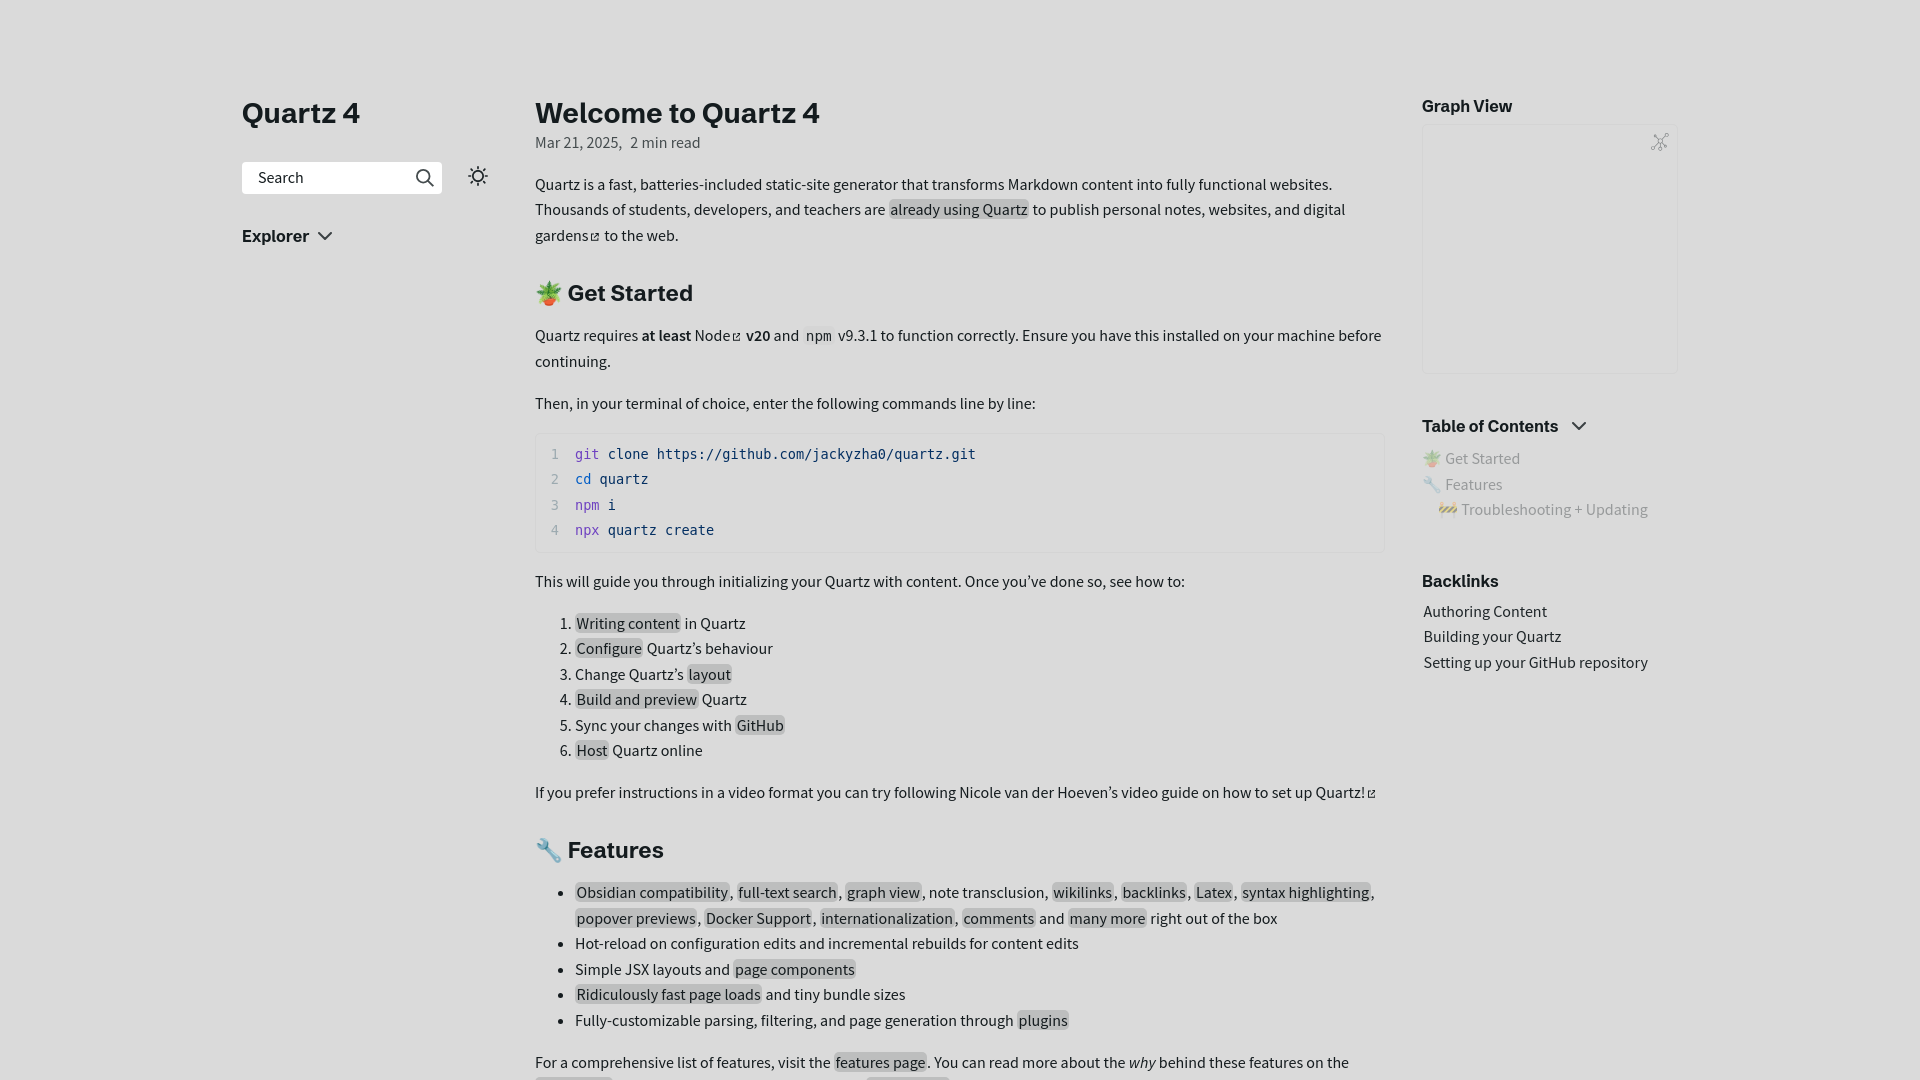 Quartz 4
Search
Explorer
Welcome to Quartz 4
Mar 21, 2025, 2 min read
Quartz is a fast, batteries-included static-site generator that transforms Markdown content into fully functional websites.
Thousands of students, developers, and teachers are already using Quartz to publish personal notes, websites, and digital
gardens to the web.
🪴 Get Started
Quartz requires at least Node v20 and npm v9.3.1 to function correctly. Ensure you have this installed on your machine before
continuing.
Then, in your terminal of choice, enter the following commands line by line:
1 git clone https://github.com/jackyzha0/quartz.git
2 cd quartz
3 npm i
4 npx quartz create
This will guide you through initializing your Quartz with content. Once you’ve done so, see how to:
1. Writing content in Quartz
2. Configure Quartz’s behaviour
3. Change Quartz’s layout
4. Build and preview Quartz
5. Sync your changes with GitHub
6. Host Quartz online
If you prefer instructions in a video format you can try following Nicole van der Hoeven’s video guide on how to set up Quartz!
🔧 Features
• Obsidian compatibility, full-text search, graph view, note transclusion, wikilinks, backlinks, Latex, syntax highlighting,
popover previews, Docker Support, internationalization, comments and many more right out of the box
• Hot-reload on configuration edits and incremental rebuilds for content edits
• Simple JSX layouts and page components
• Ridiculously fast page loads and tiny bundle sizes
• Fully-customizable parsing, filtering, and page generation through plugins
For a comprehensive list of features, visit the features page. You can read more about the why behind these features on the
Graph View
Table of Contents
🪴 Get Started
🔧 Features
🚧 Troubleshooting + Updating
Backlinks
Authoring Content
Building your Quartz
Setting up your GitHub repository